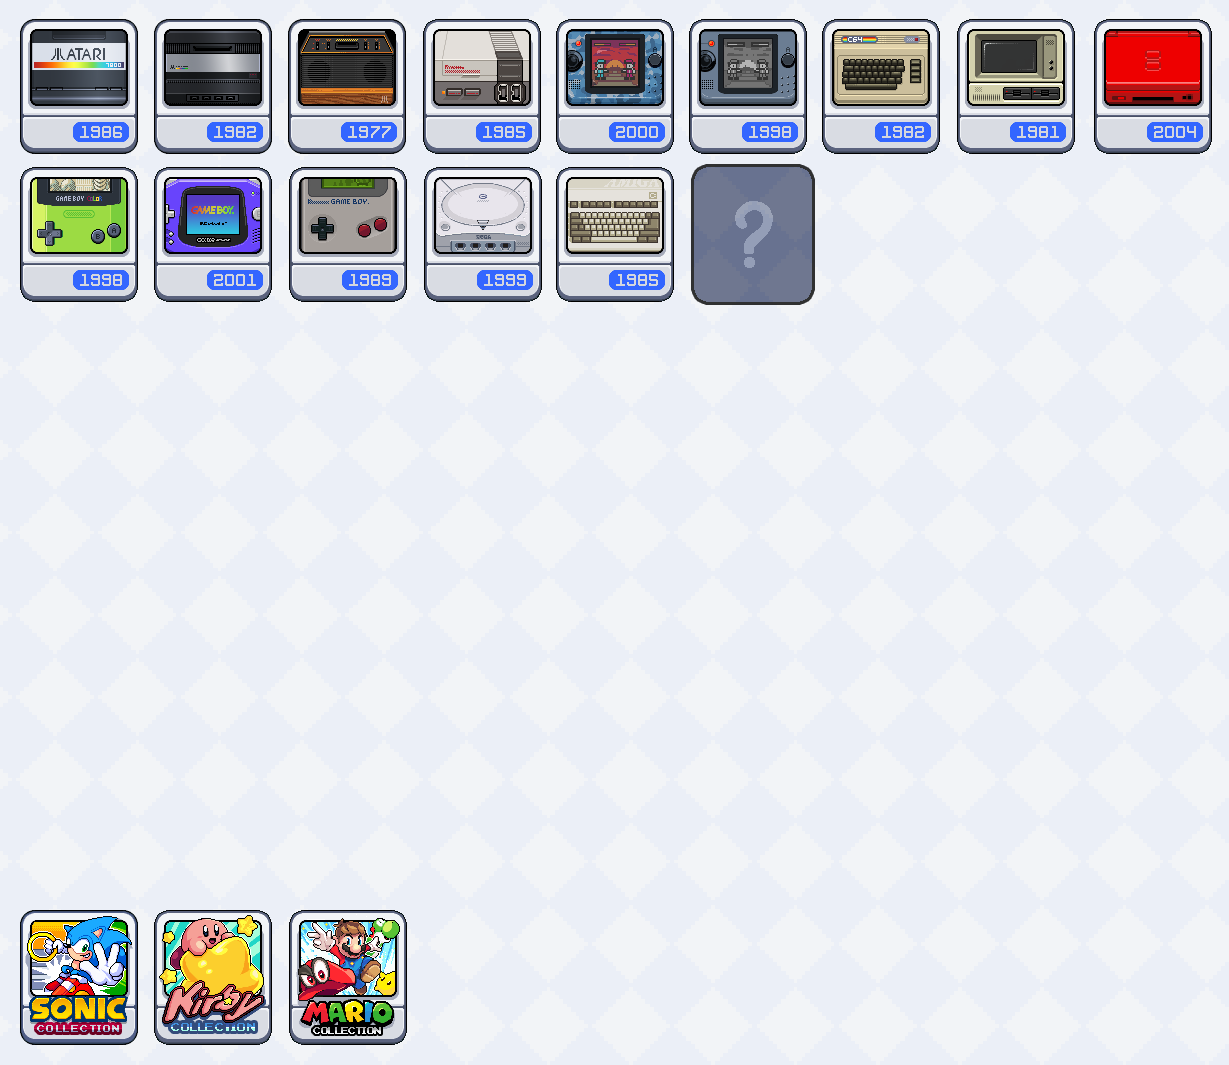 ATARI
7800
1986
1982
1977
1985
2000
1998
C64
1982
1981
2004
GAME BOY COLOR
B A
1998
GAME BOY
2001
GAME BOY.
1989
SEGA
1999
1985
?
SONIC
COLLECTION
Kirby
COLLECTION
MARIO
COLLECTION